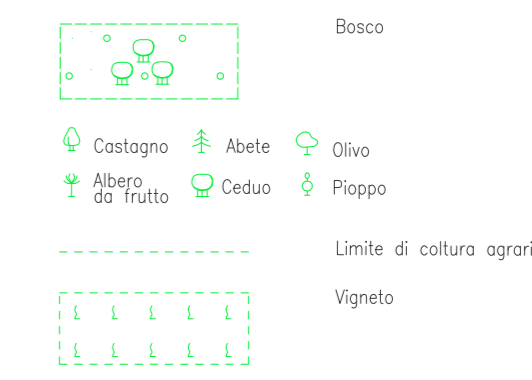 Bosco
Castagno
Abete
Olivo
Albero
da frutto
Ceduo
Pioppo
Limite di coltura agrari
Vigneto